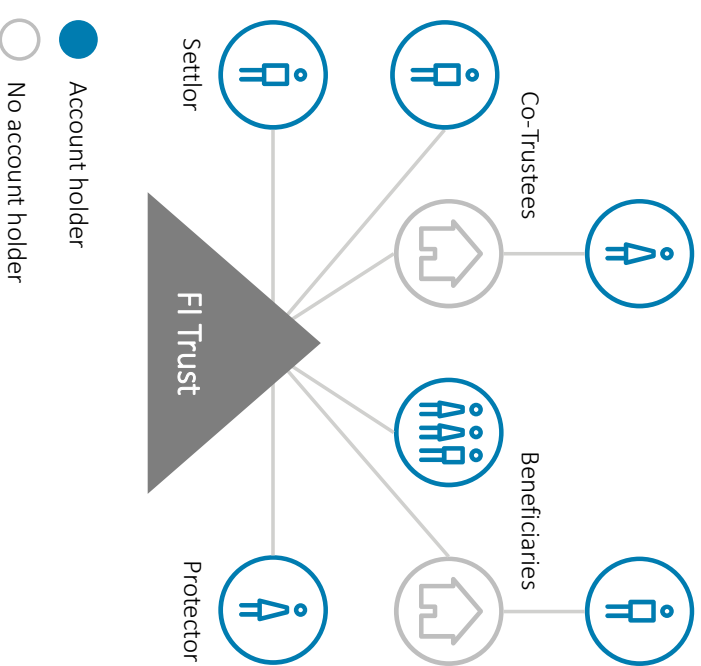 Co-Trustees
Beneficiaries
Settlor
FI Trust
Protector
Account holder
No account holder